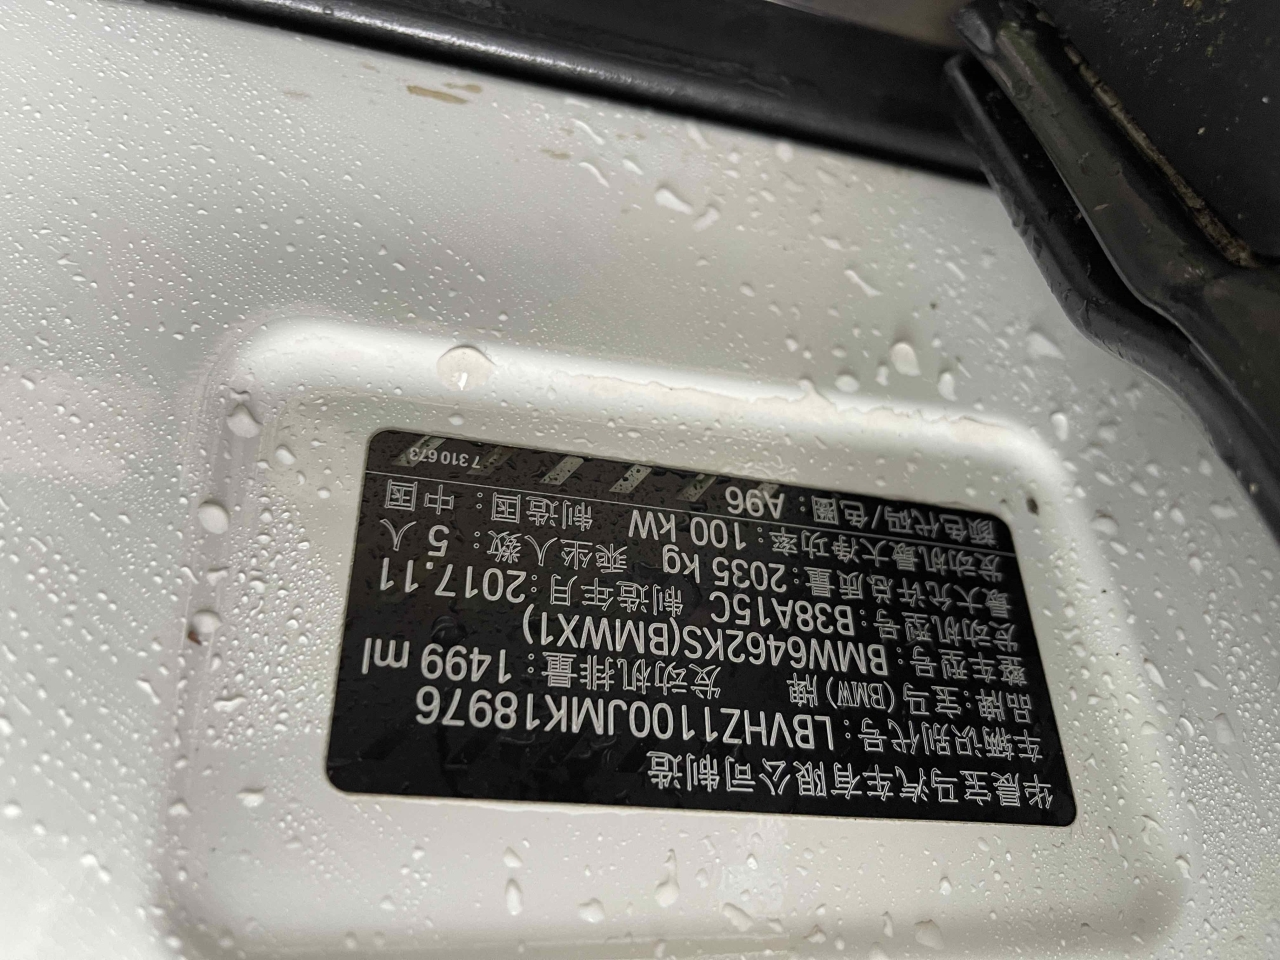 华晨宝马汽车有限公司制造
车辆识别代号：LBVHZ1100JMK18976
品牌：宝马(BMW)牌 发动机排量：1499 ml
整车型号：BMW6462KS(BMWX1)
发动机型号：B38A15C 制造年月：2017.11
最大允许总质量：2035 kg 乘坐人数：5 人
发动机最大净功率：100 kW 制造国：中国
颜色代码/色圈：A96
7 310 673